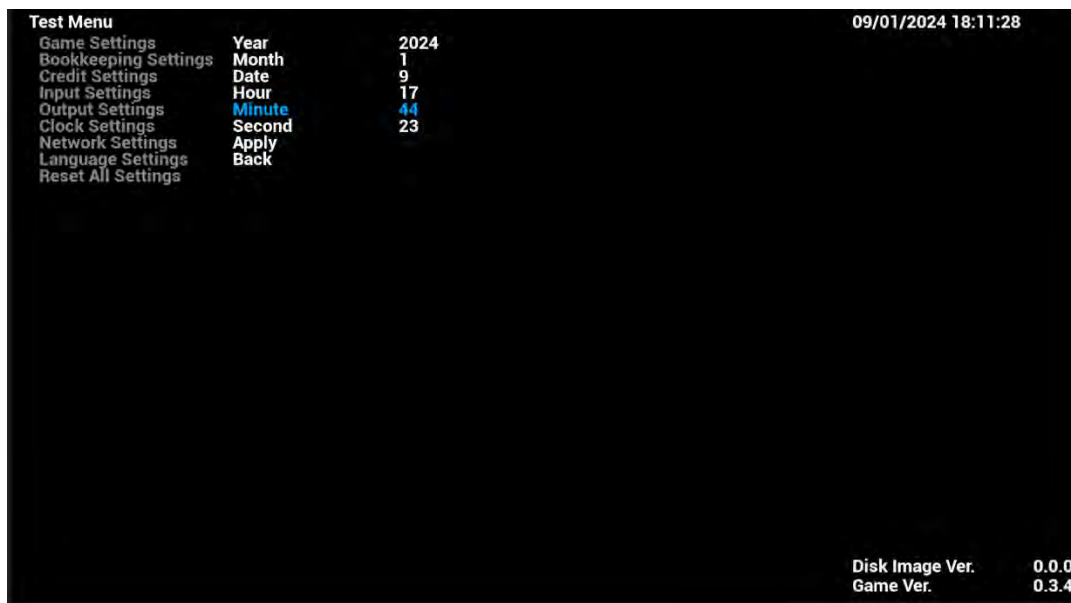 Test Menu 09/01/2024 18:11:28
Game Settings Year 2024
Bookkeeping Settings Month 1
Credit Settings Date 9
Input Settings Hour 17
Output Settings Minute 44
Clock Settings Second 23
Network Settings Apply
Language Settings Back
Reset All Settings
Disk Image Ver. 0.0.0
Game Ver. 0.3.4